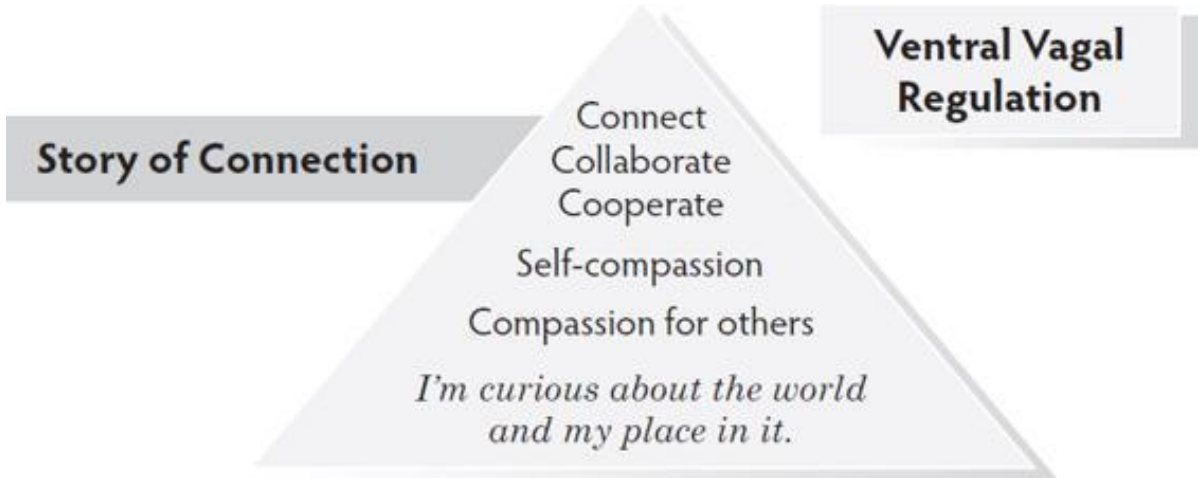 Ventral Vagal
Regulation
Story of Connection
Connect
Collaborate
Cooperate
Self-compassion
Compassion for others
I'm curious about the world
and my place in it.